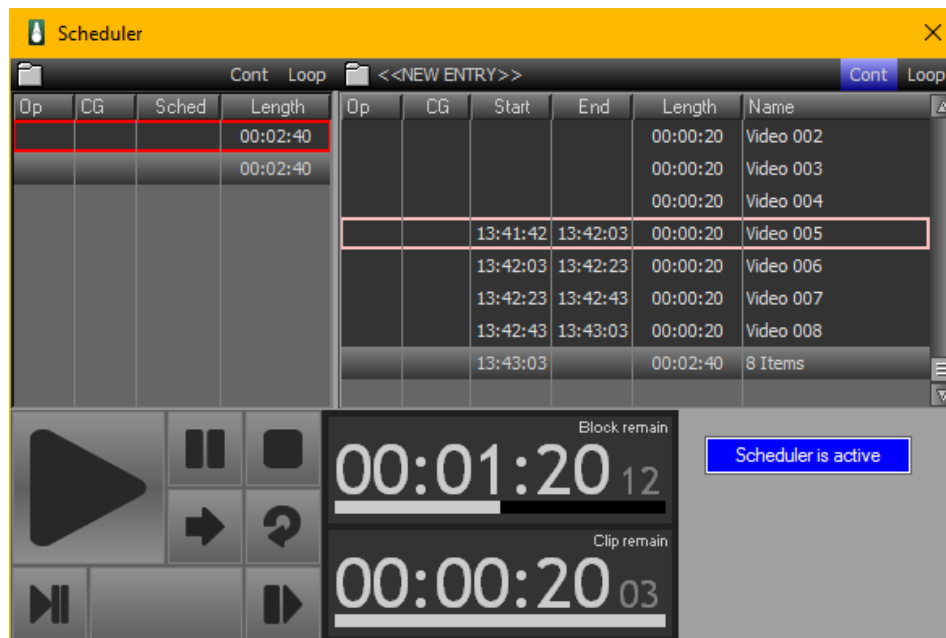 Scheduler
Cont Loop
<<NEW ENTRY>> Cont Loop
Op CG Sched Length
00:02:40
00:02:40
Op CG Start End Length Name
00:00:20 Video 002
00:00:20 Video 003
00:00:20 Video 004
13:41:42 13:42:03 00:00:20 Video 005
13:42:03 13:42:23 00:00:20 Video 006
13:42:23 13:42:43 00:00:20 Video 007
13:42:43 13:43:03 00:00:20 Video 008
13:43:03 00:02:40 8 Items
Block remain
00:01:20 12
Clip remain
00:00:20 03
Scheduler is active